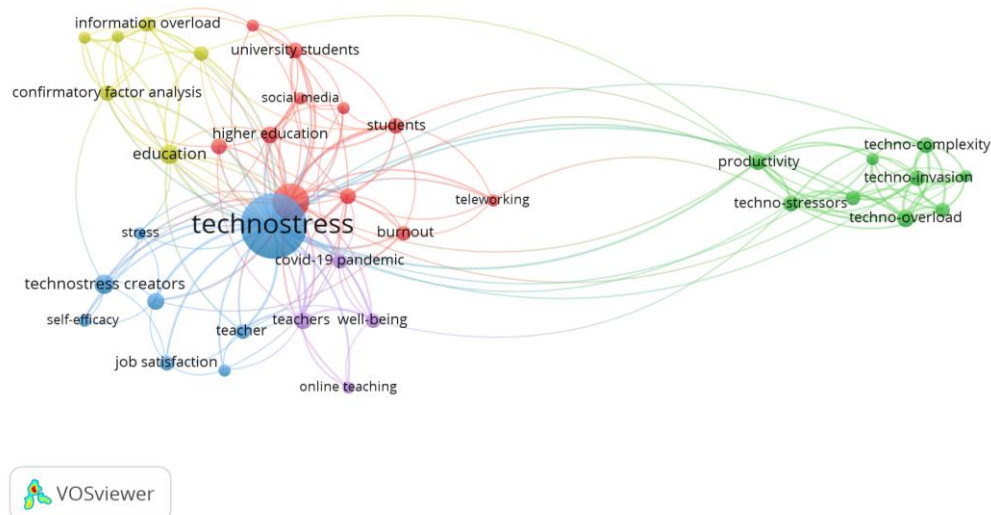 information overload
university students
confirmatory factor analysis
social media
higher education
students
education
productivity
techno-complexity
techno-invasion
teleworking
techno-stressors
techno-overload
technostress
stress
burnout
covid-19 pandemic
technostress creators
self-efficacy
teachers
well-being
teacher
job satisfaction
online teaching
VOSviewer